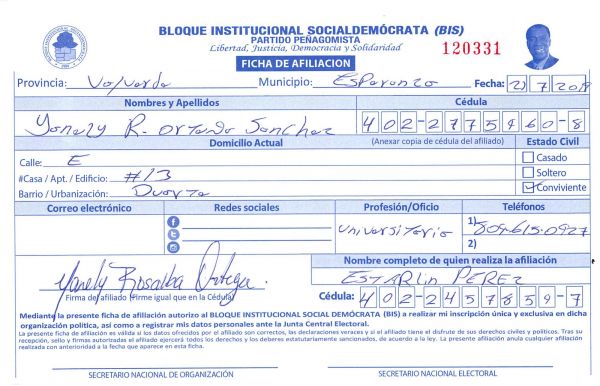 BLOQUE INSTITUCIONAL SOCIALDEMÓCRATA (BIS)
PARTIDO PEÑAGOMISTA
Libertad, Justicia, Democracia y Solidaridad
120331
FICHA DE AFILIACION
Provincia: Valverde Municipio: Esperanza Fecha: 21 7 2018
Nombres y Apellidos Cédula
Yanely R. Sanchez 402-2775460-8
Domicilio Actual (Anexar copia de cédula del afiliado) Estado Civil
Calle: E Casado
#Casa / Apt. / Edificio: #13 Soltero
Barrio / Urbanización: Duarte Conviviente
Correo electrónico Redes sociales Profesión/Oficio Teléfonos
Universitario 1) 809-615-0927
2)
Nombre completo de quien realiza la afiliación
Yanely Rosalba Ortega ESTARLIN PEREZ
Firma del afiliado (Firme igual que en la Cédula) Cédula: 402-2457859-7
Mediante la presente ficha de afiliación autorizo al BLOQUE INSTITUCIONAL SOCIAL DEMÓCRATA (BIS) a realizar mi inscripción única y exclusiva en dicha
organización política, así como a registrar mis datos personales ante la Junta Central Electoral.
La presente ficha de afiliación es válida si los datos ofrecidos por el afiliado son correctos, las declaraciones veraces y si el afiliado tiene el disfrute de sus derechos civiles y políticos. Tras su
recepción, sello y firmas autorizadas el afiliado ejercerá todos los derechos y los deberes estatutariamente sancionados, de acuerdo a la ley. La presente afiliación anula cualquier afiliación
realizada con anterioridad a la fecha que aparece en esta ficha.
SECRETARIO NACIONAL DE ORGANIZACIÓN SECRETARIO NACIONAL ELECTORAL